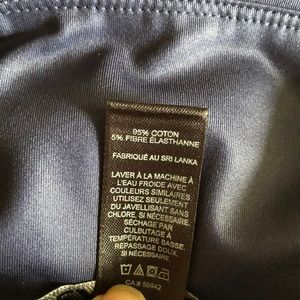 95% COTON
5% FIBRE ÉLASTHANNE
FABRIQUÉ AU SRI LANKA
LAVER À LA MACHINE À
L'EAU FROIDE AVEC
COULEURS SIMILAIRES
UTILISEZ SEULEMENT
DU JAVELLISANT SANS
CHLORE, SI NÉCESSAIRE.
SÉCHAGE PAR
CULBUTAGE À
TEMPÉRATURE BASSE.
REPASSAGE DOUX,
SI NÉCESSAIRE.
CA # 55842